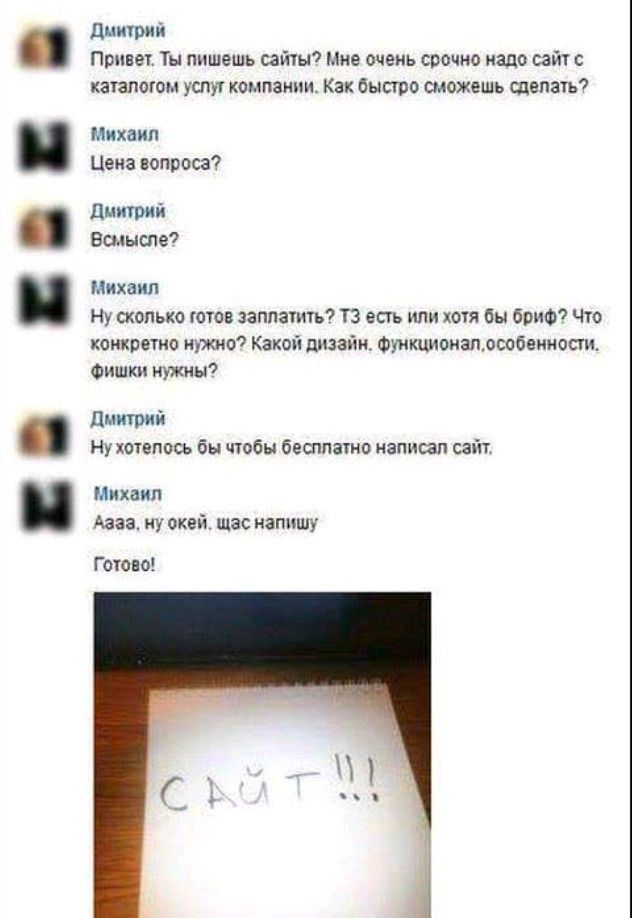 Дмитрий
Привет. Ты пишешь сайты? Мне очень срочно надо сайт с
каталогом услуг компании. Как быстро сможешь сделать?
Михаил
Цена вопроса?
Дмитрий
Всмысле?
Михаил
Ну сколько готов заплатить? ТЗ есть или хотя бы бриф? Что
конкретно нужно? Какой дизайн, функционал,особенности,
фишки нужны?
Дмитрий
Ну хотелось бы чтобы бесплатно написал сайт.
Михаил
Аааа, ну окей, щас напишу
Готово!
САЙТ!!!